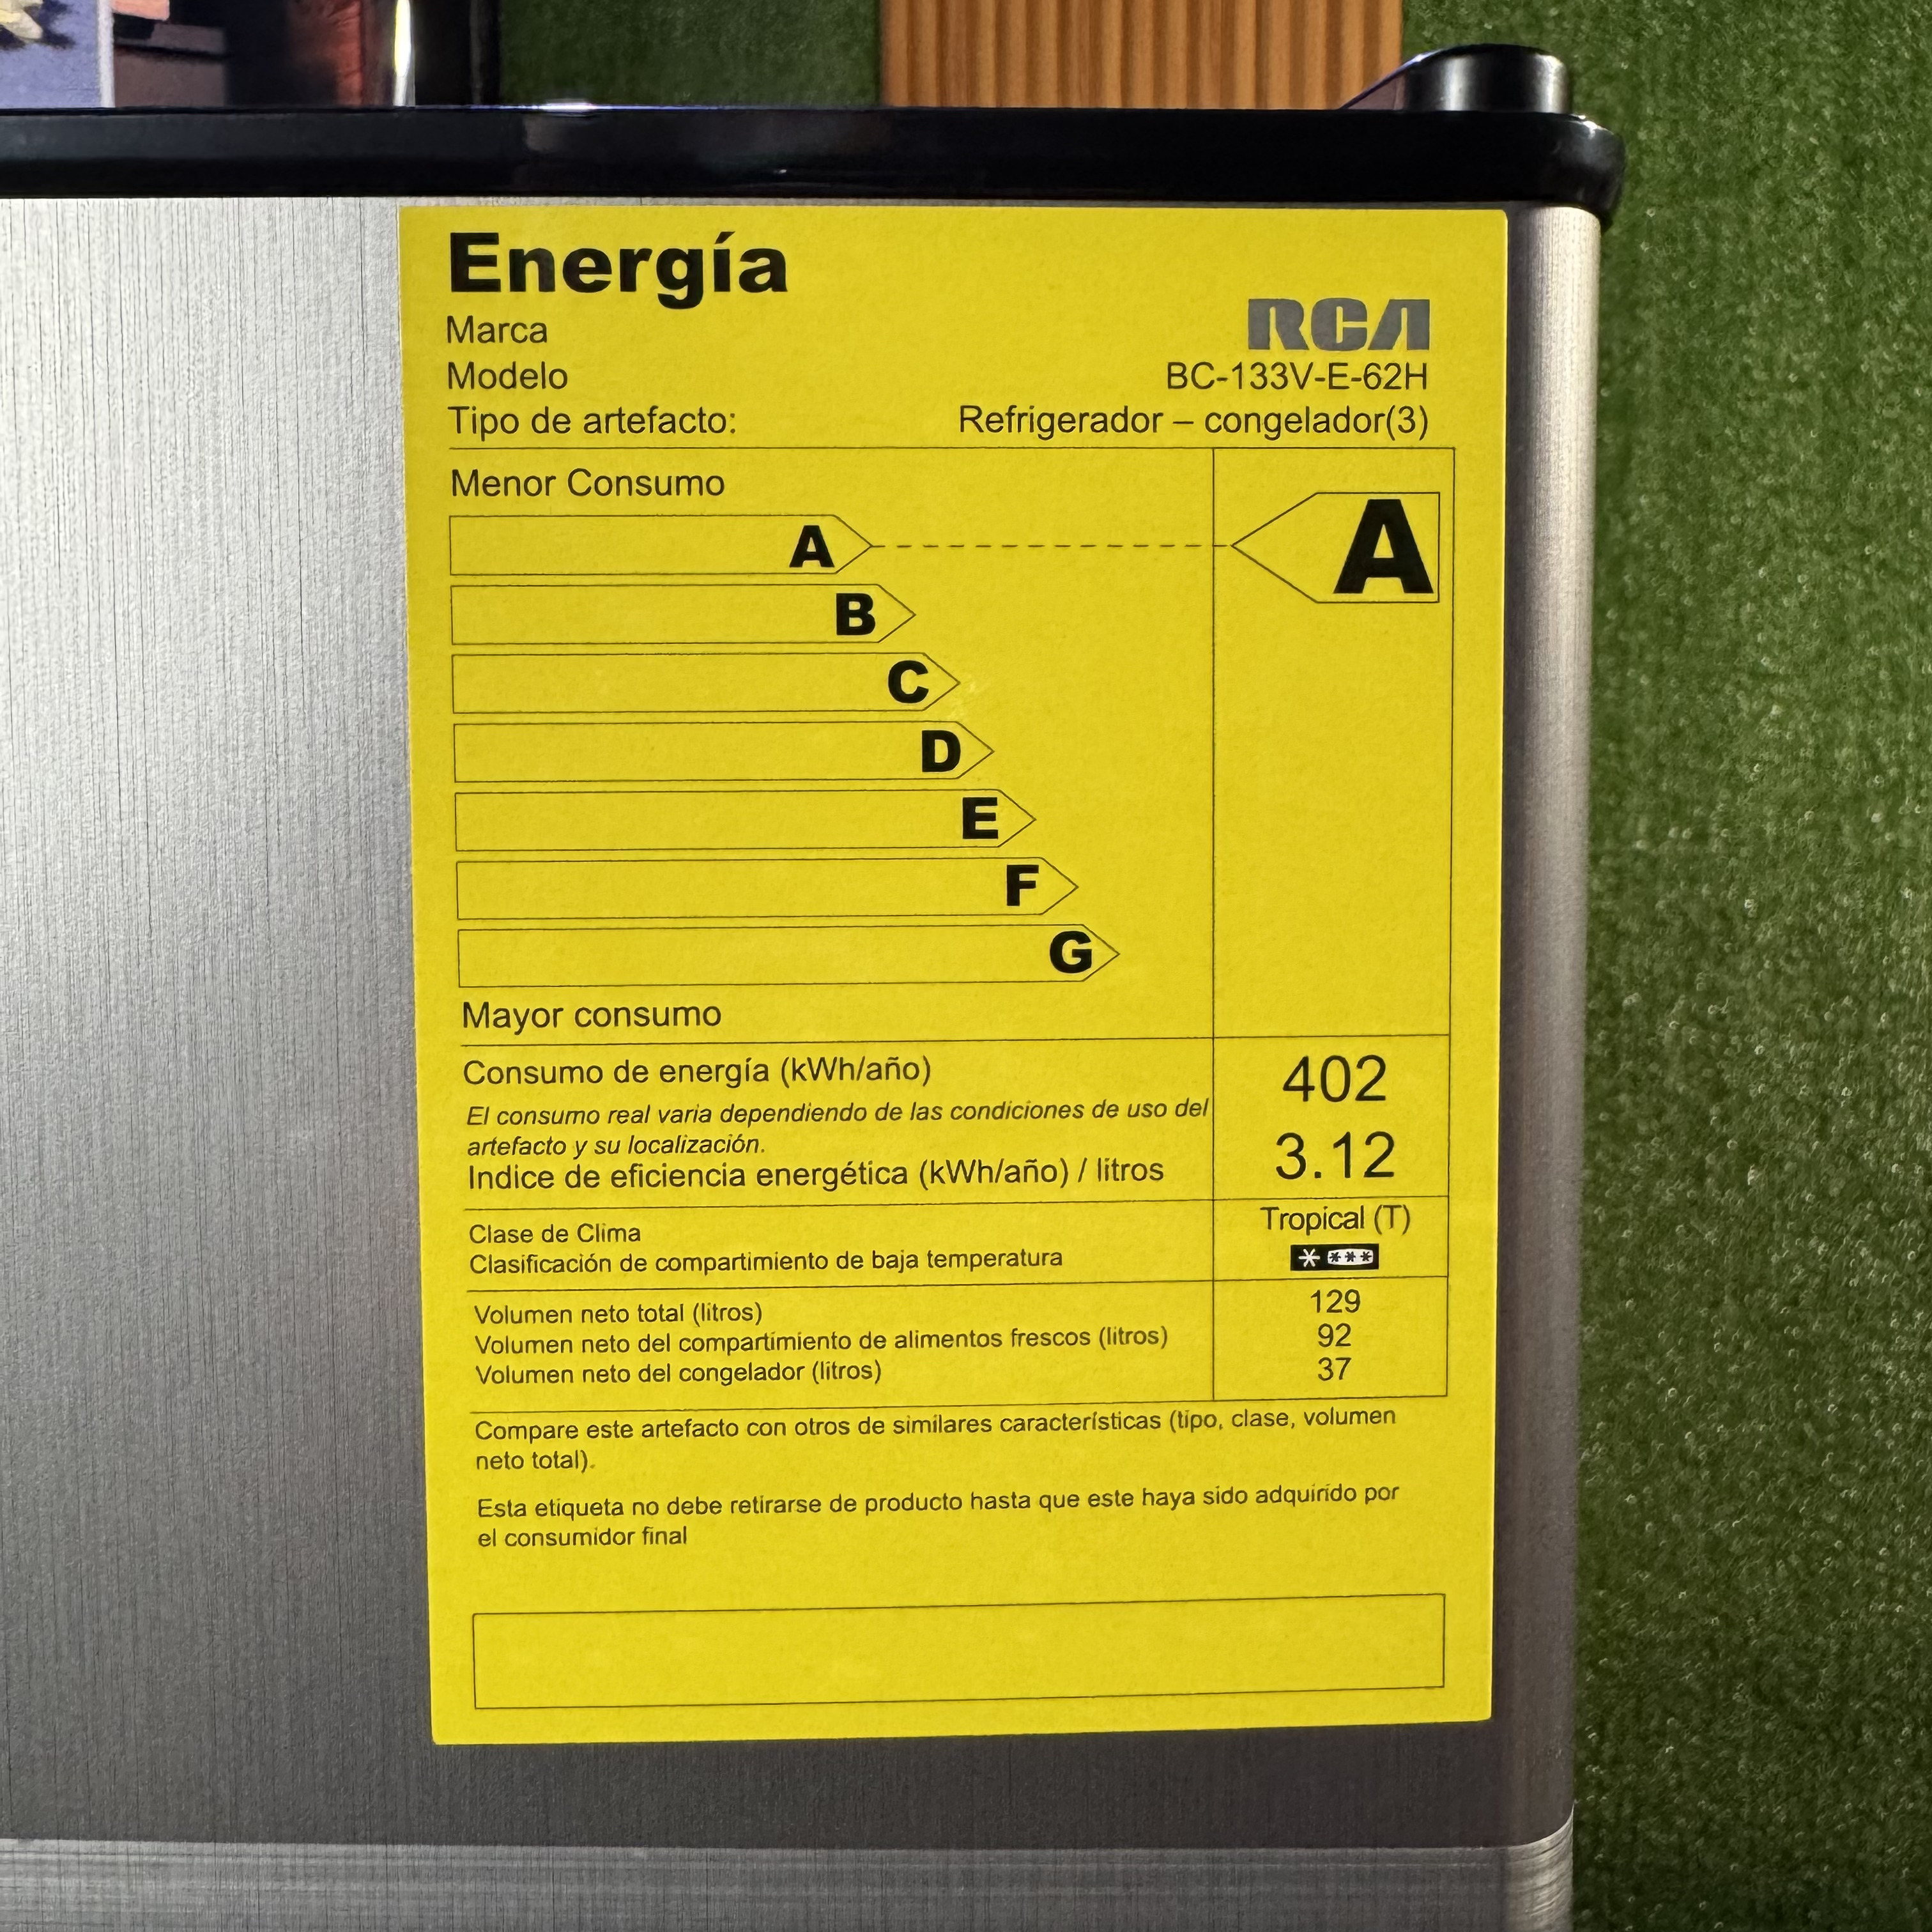 Energía
Marca RCA
Modelo BC-133V-E-62H
Tipo de artefacto: Refrigerador – congelador(3)
Menor Consumo
A A
B
C
D
E
F
G
Mayor consumo
Consumo de energía (kWh/año) 402
El consumo real varia dependiendo de las condiciones de uso del
artefacto y su localización.
Indice de eficiencia energética (kWh/año) / litros 3.12
Clase de Clima Tropical (T)
Clasificación de compartimiento de baja temperatura * ***
Volumen neto total (litros) 129
Volumen neto del compartimiento de alimentos frescos (litros) 92
Volumen neto del congelador (litros) 37
Compare este artefacto con otros de similares características (tipo, clase, volumen
neto total).
Esta etiqueta no debe retirarse de producto hasta que este haya sido adquirido por
el consumidor final